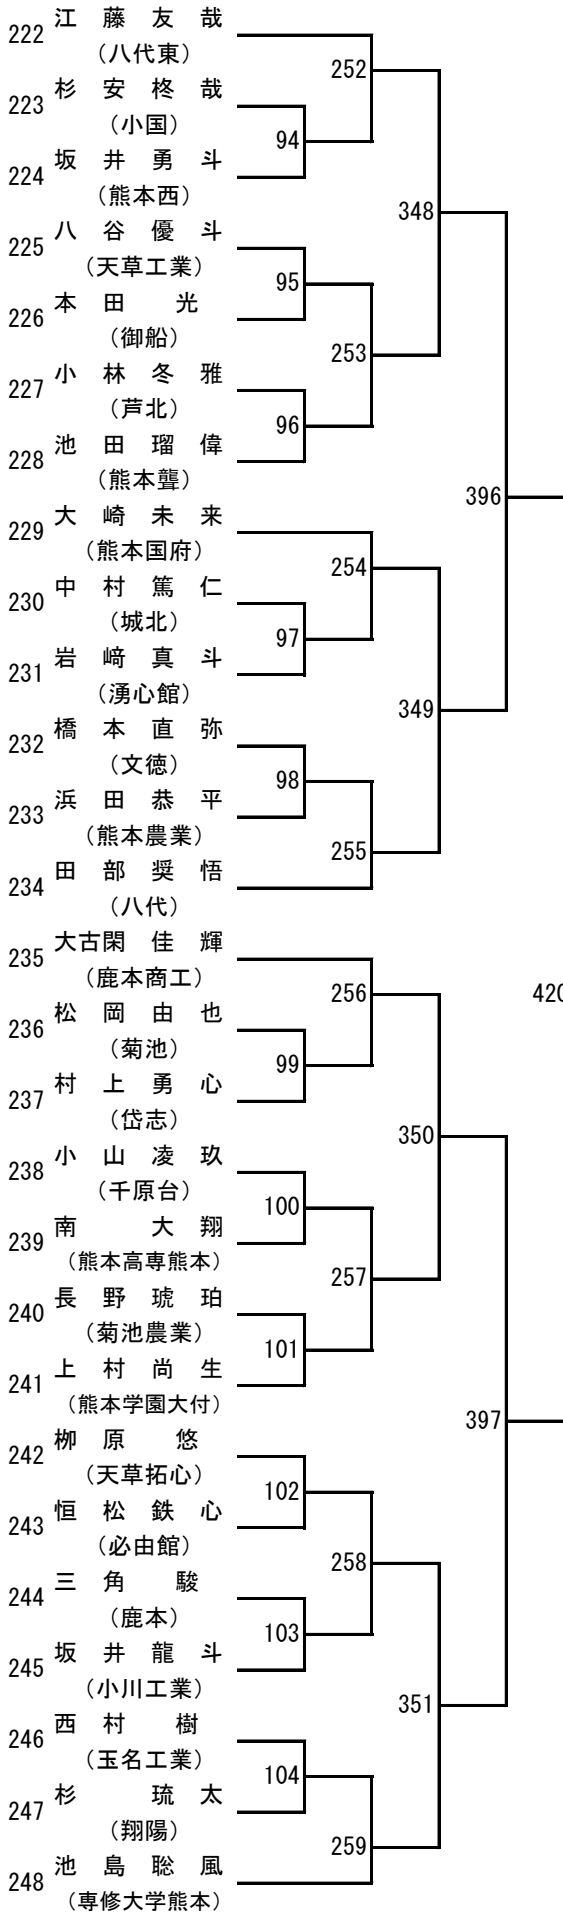 222 江藤友哉
（八代東）
252
223 杉安柊哉
（小国）
94
224 坂井勇斗
（熊本西）
348
225 八谷優斗
（天草工業）
95
226 本田光
（御船）
253
227 小林冬雅
（芦北）
96
228 池田瑠偉
（熊本聾）
396
229 大崎未来
（熊本国府）
254
230 中村篤仁
（城北）
97
231 岩﨑真斗
（湧心館）
349
232 橋本直弥
（文徳）
98
233 浜田恭平
（熊本農業）
255
234 田部奨悟
（八代）
235 大古閑佳輝
（鹿本商工）
256
420
236 松岡由也
（菊池）
99
237 村上勇心
（岱志）
350
238 小山凌玖
（千原台）
100
239 南大翔
（熊本高専熊本）
257
240 長野琥珀
（菊池農業）
101
241 上村尚生
（熊本学園大付）
397
242 栁原悠
（天草拓心）
102
243 恒松鉄心
（必由館）
258
244 三角駿
（鹿本）
103
245 坂井龍斗
（小川工業）
351
246 西村樹
（玉名工業）
104
247 杉琉太
（翔陽）
259
248 池島聡風
（専修大学熊本）